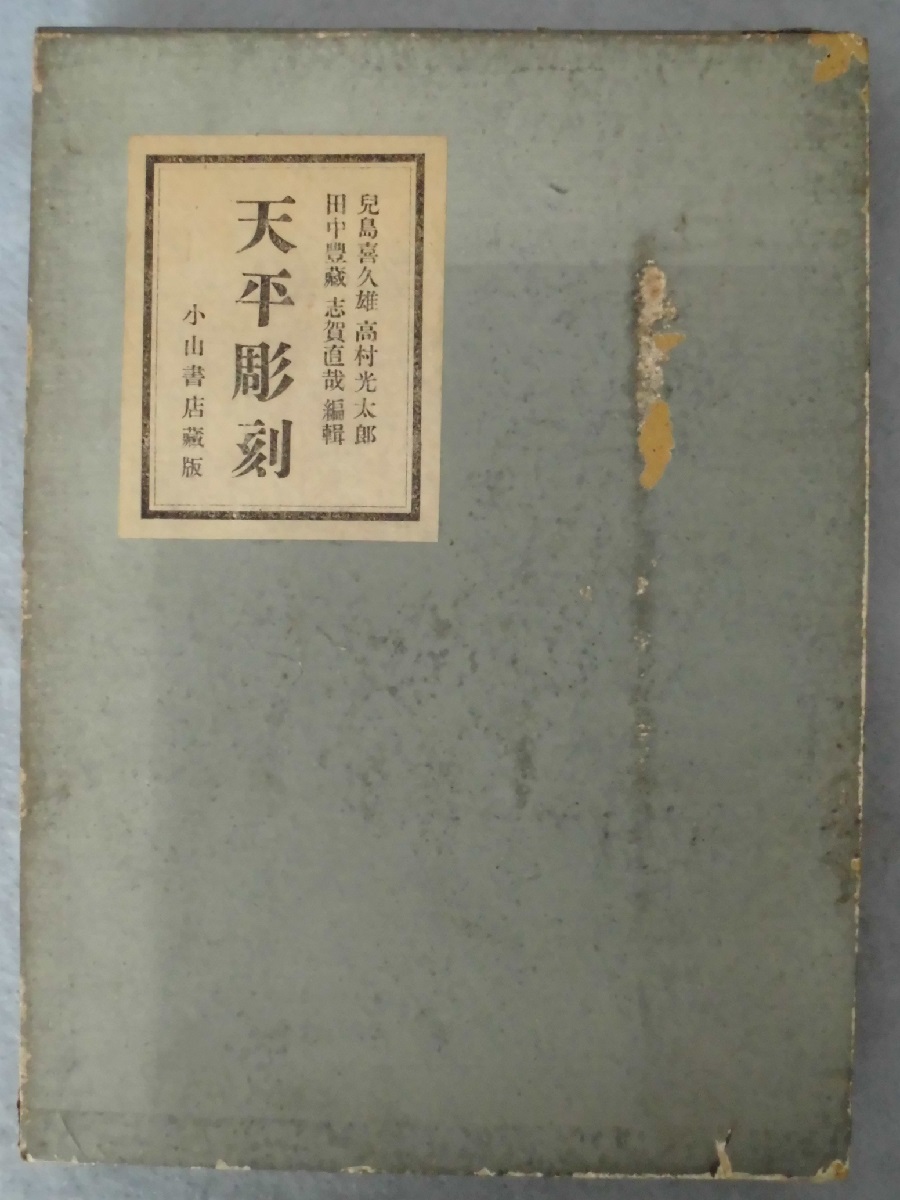 兒島喜久雄 高村光太郎
田中豐藏 志賀直哉 編輯
天平彫刻
小山書店藏版